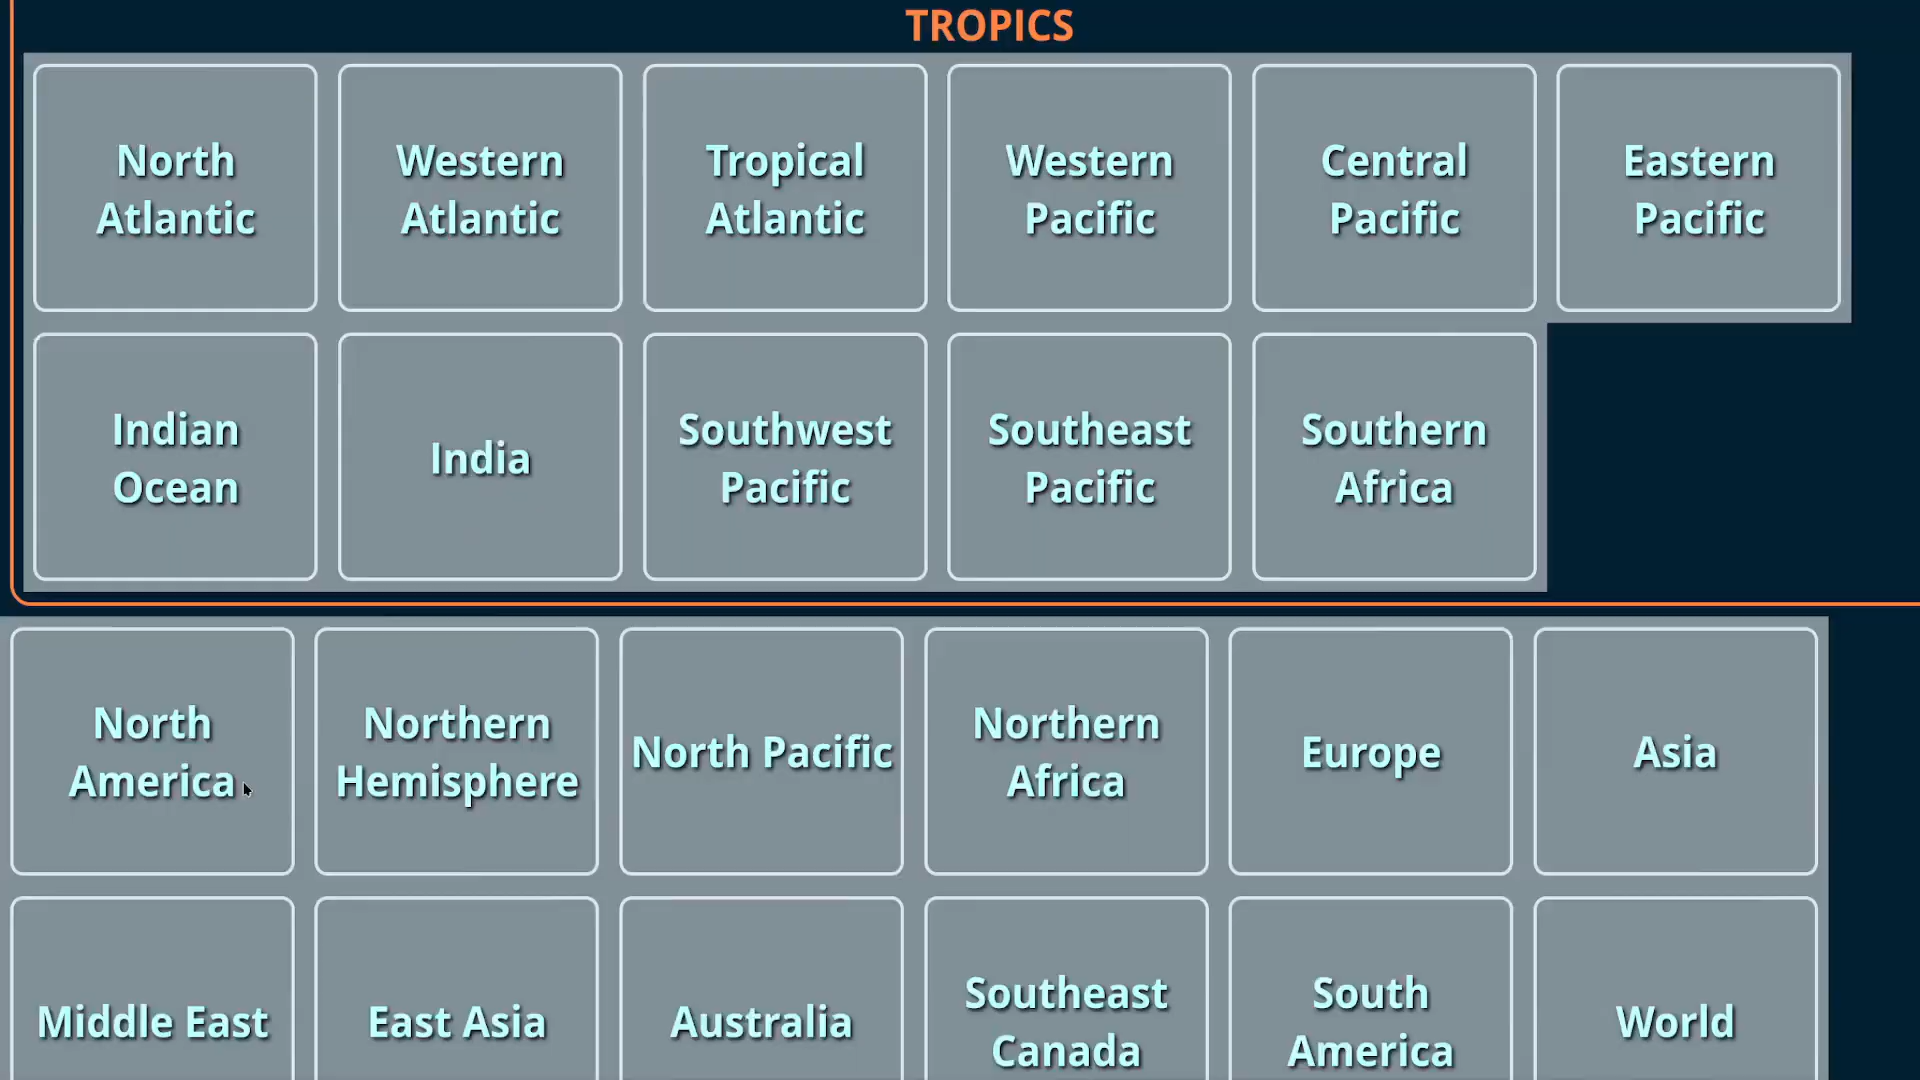 TROPICS
North
Atlantic
Western
Atlantic
Tropical
Atlantic
Western
Pacific
Central
Pacific
Eastern
Pacific
Indian
Ocean
India
Southwest
Pacific
Southeast
Pacific
Southern
Africa
North
America
Northern
Hemisphere
North Pacific
Northern
Africa
Europe
Asia
Middle East
East Asia
Australia
Southeast
Canada
South
America
World